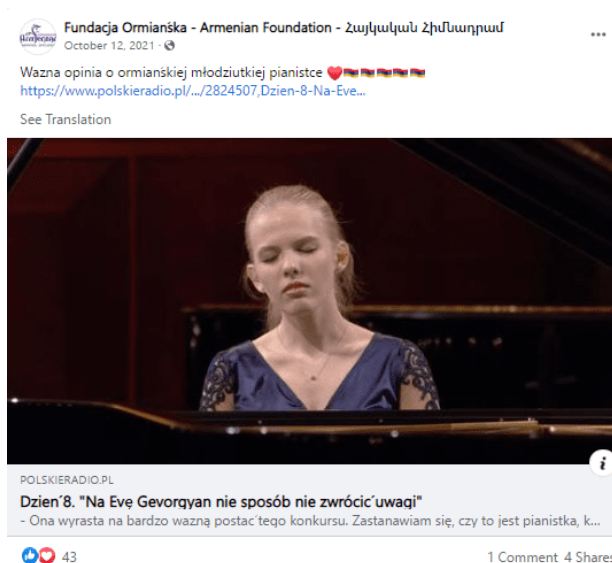 Fundacja Ormiańska - Armenian Foundation - Հայկական Հիմնադրամ
October 12, 2021 ·
Wazna opinia o ormiańskiej młodziutkiej pianistce ❤️🇦🇲🇦🇲🇦🇲🇦🇲🇦🇲
https://www.polskieradio.pl/.../2824507,Dzien-8-Na-Eve...
See Translation
POLSKIERADIO.PL
Dzien´8. "Na Evę Gevorgyan nie sposób nie zwrócic´uwagi"
- Ona wyrasta na bardzo wazną postac´tego konkursu. Zastanawiam się, czy to jest pianistka, k...
43
1 Comment 4 Shares